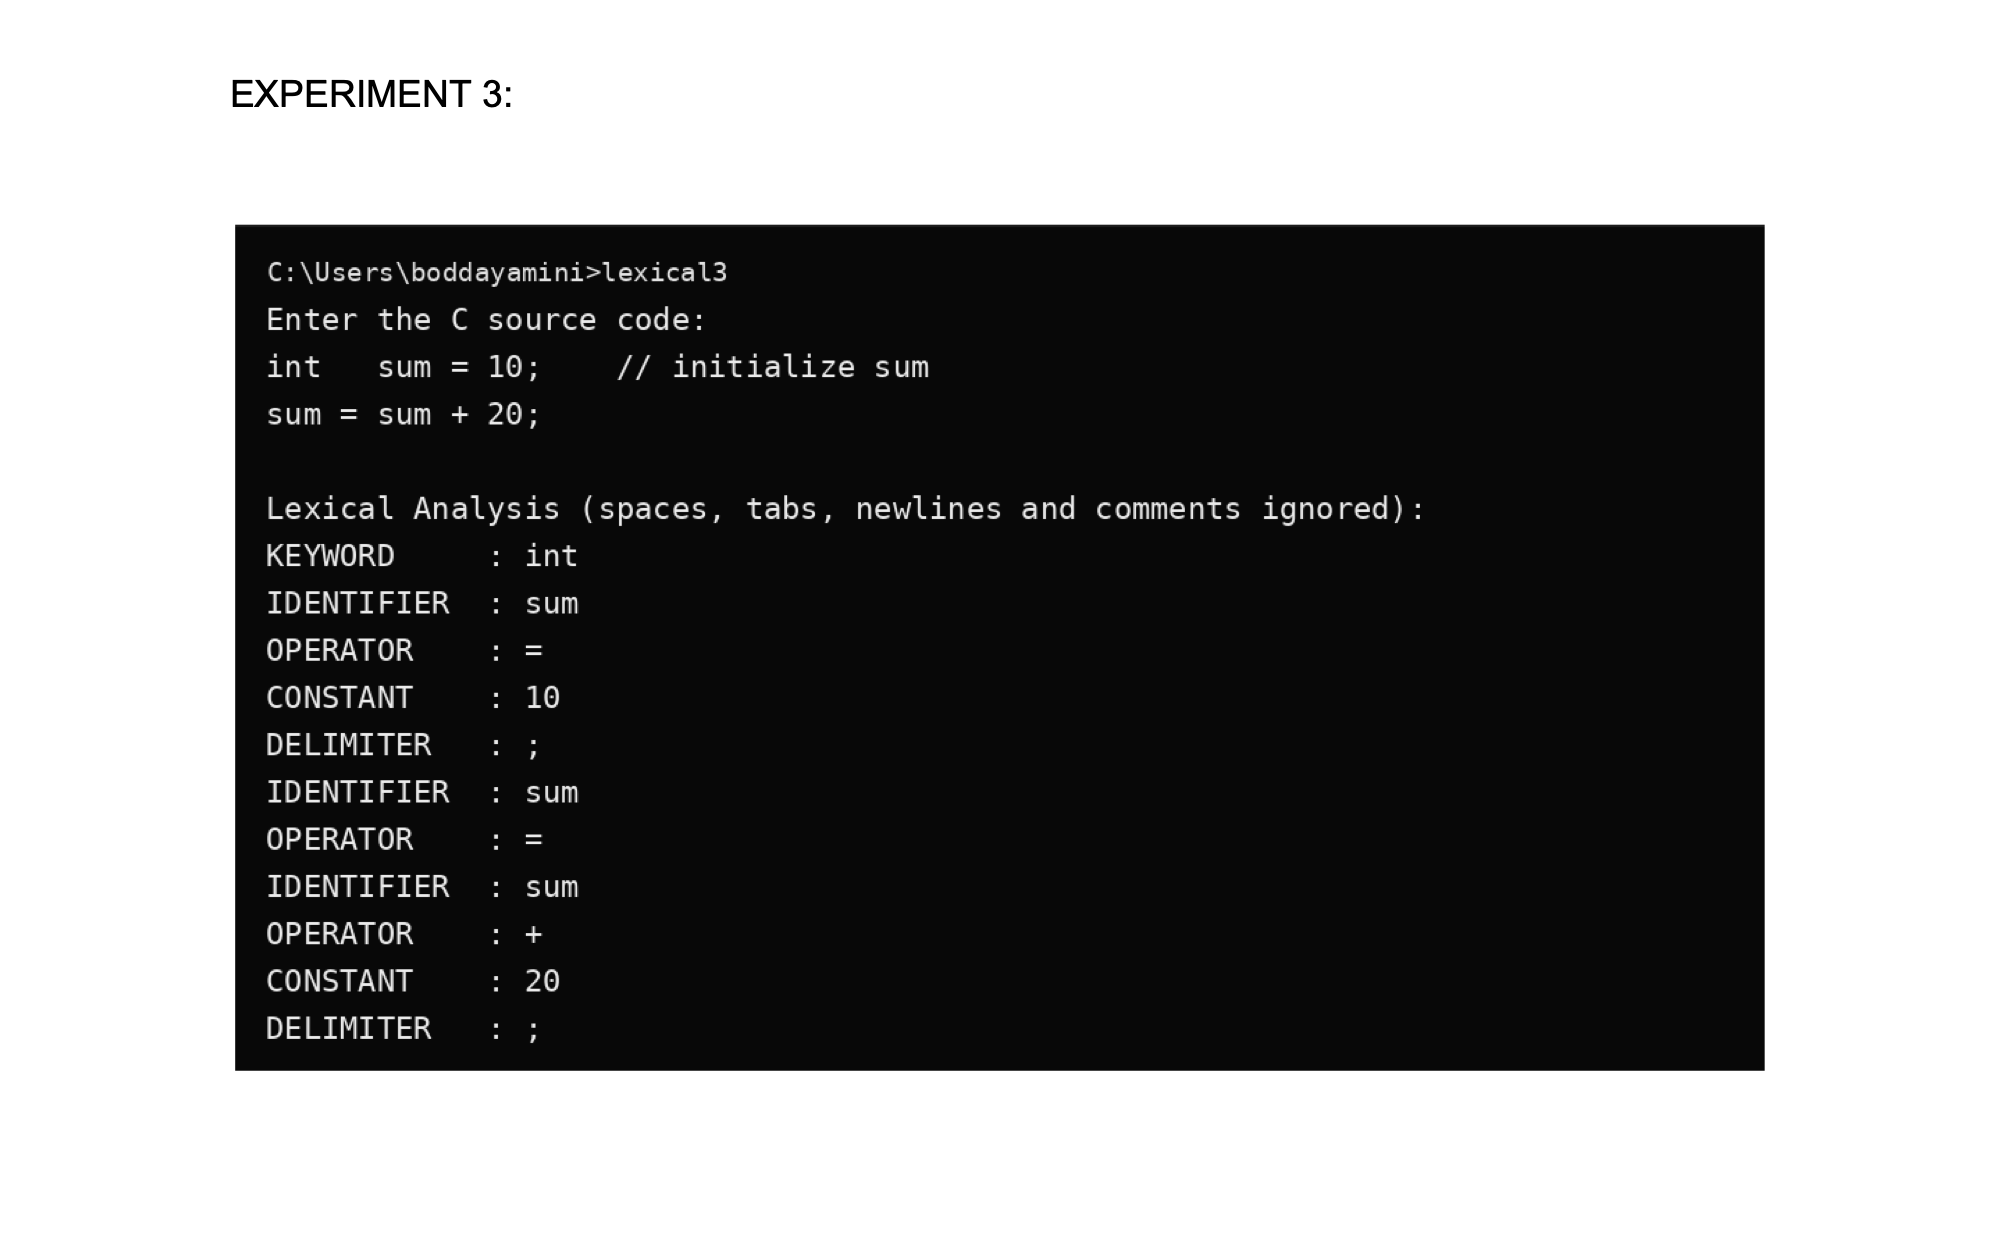 EXPERIMENT 3:
C:\Users\boddayamini>lexical3
Enter the C source code:
int   sum = 10;    // initialize sum
sum = sum + 20;
Lexical Analysis (spaces, tabs, newlines and comments ignored):
KEYWORD     : int
IDENTIFIER  : sum
OPERATOR    : =
CONSTANT    : 10
DELIMITER   : ;
IDENTIFIER  : sum
OPERATOR    : =
IDENTIFIER  : sum
OPERATOR    : +
CONSTANT    : 20
DELIMITER   : ;